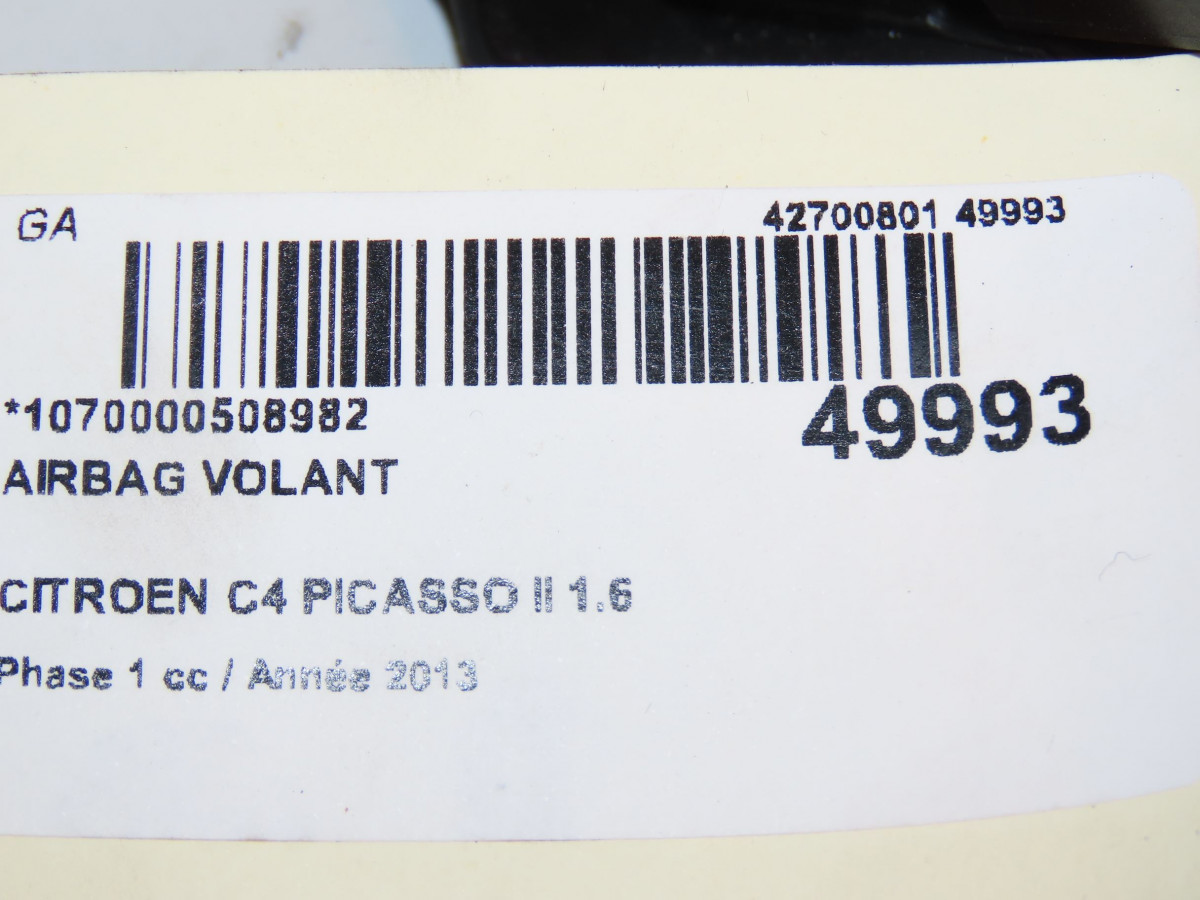 GA
42700801 49993
*1070000508982
49993
AIRBAG VOLANT
CITROEN C4 PICASSO II 1.6
Phase 1 cc / Année 2013